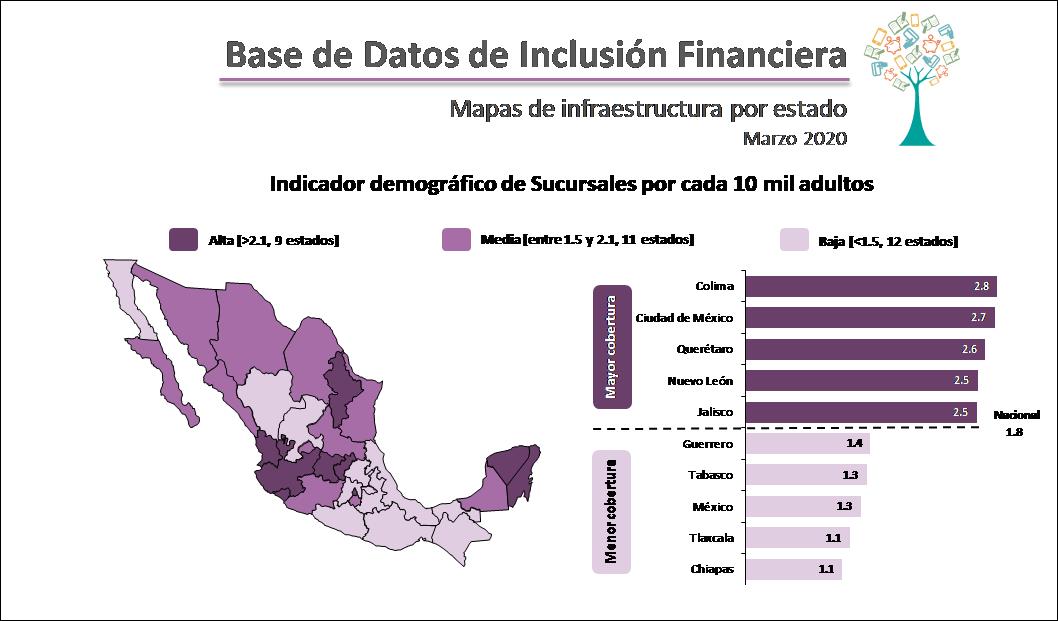 Base de Datos de Inclusión Financiera
Mapas de infraestructura por estado
Marzo 2020
Indicador demográfico de Sucursales por cada 10 mil adultos
Alta [>2.1, 9 estados]
Media [entre 1.5 y 2.1, 11 estados]
Baja [<1.5, 12 estados]
Mayor cobertura
Colima 2.8
Ciudad de México 2.7
Querétaro 2.6
Nuevo León 2.5
Jalisco 2.5
Nacional
1.8
Menor cobertura
Guerrero 1.4
Tabasco 1.3
México 1.3
Tlaxcala 1.1
Chiapas 1.1